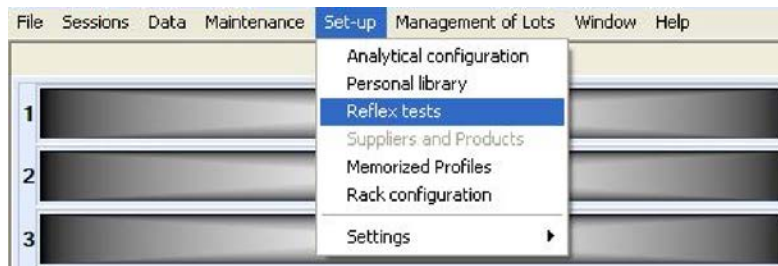 File Sessions Data Maintenance Set-up Management of Lots Window Help
Analytical configuration
Personal library
1
Reflex tests
Suppliers and Products
Memorized Profiles
2
Rack configuration
3
Settings